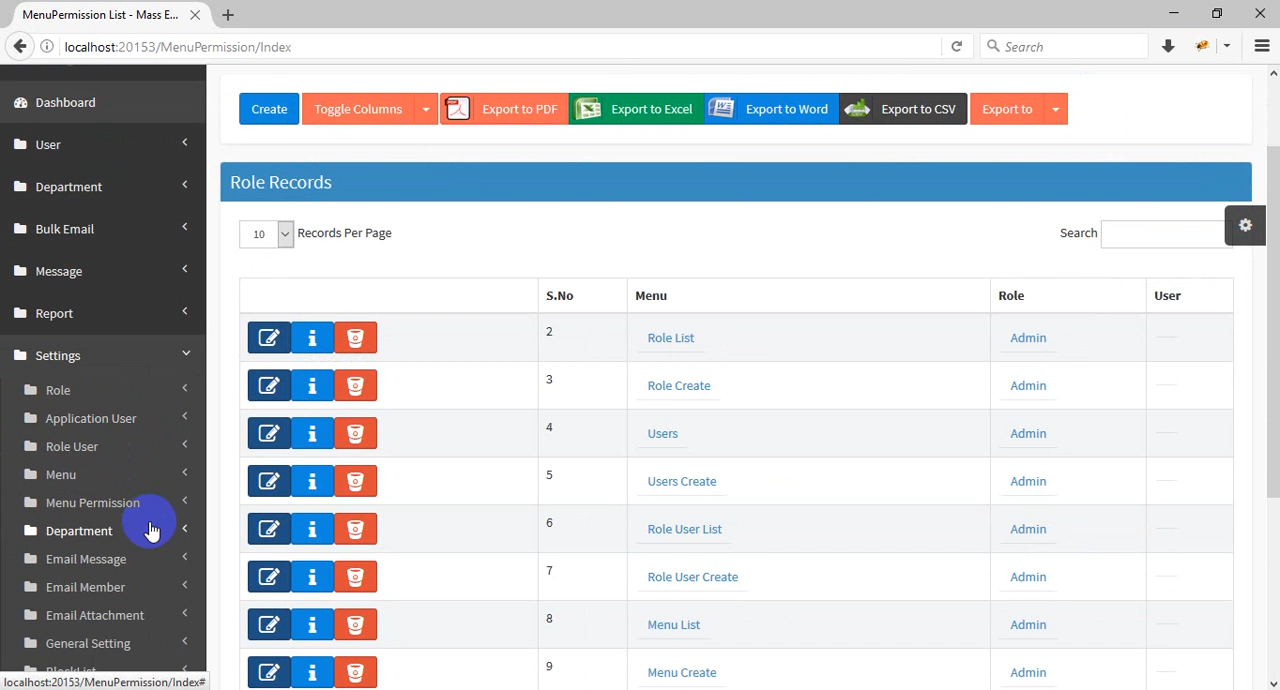 MenuPermission List - Mass E...
localhost:20153/MenuPermission/Index
Search
Dashboard
User
Department
Bulk Email
Message
Report
Settings
Role
Application User
Role User
Menu
Menu Permission
Department
Email Message
Email Member
Email Attachment
General Setting
BlockList
localhost:20153/MenuPermission/Index#
Create
Toggle Columns
Export to PDF
Export to Excel
Export to Word
Export to CSV
Export to
Role Records
10 Records Per Page
Search
S.No Menu Role User
2 Role List Admin
3 Role Create Admin
4 Users Admin
5 Users Create Admin
6 Role User List Admin
7 Role User Create Admin
8 Menu List Admin
9 Menu Create Admin